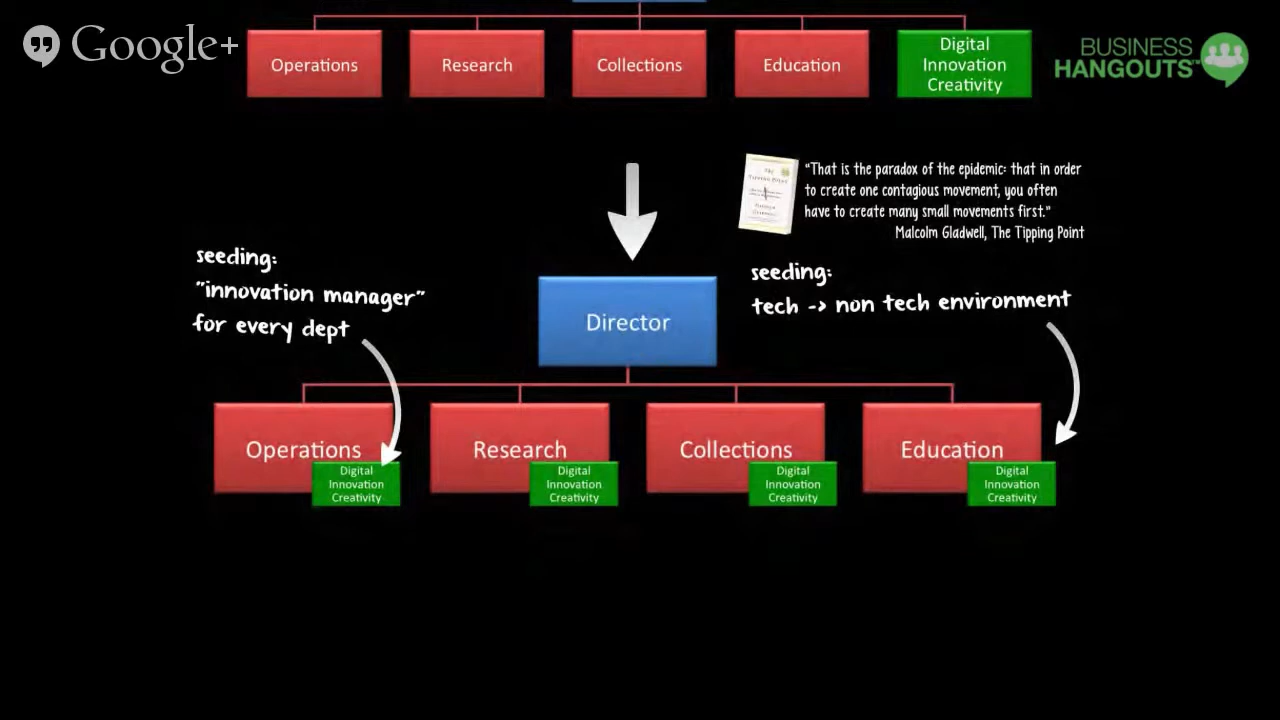 Google+
Operations
Research
Collections
Education
Digital
Innovation
Creativity
BUSINESS
HANGOUTS™
"That is the paradox of the epidemic: that in order
to create one contagious movement, you often
have to create many small movements first."
Malcolm Gladwell, The Tipping Point
seeding:
"innovation manager"
for every dept
seeding:
tech -> non tech environment
Director
Operations
Digital
Innovation
Creativity
Research
Digital
Innovation
Creativity
Collections
Digital
Innovation
Creativity
Education
Digital
Innovation
Creativity